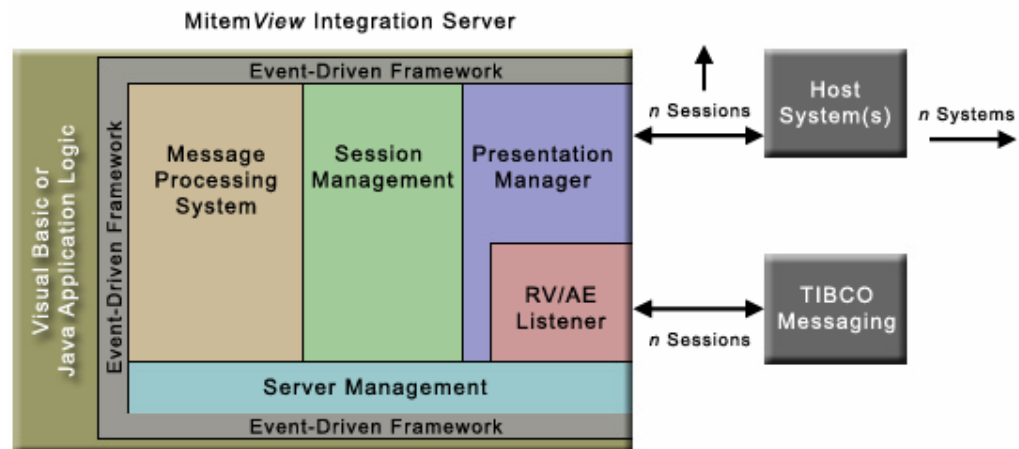 MitemView Integration Server
Visual Basic or
Java Application Logic
Event-Driven Framework
Event-Driven Framework
Message
Processing
System
Session
Management
Presentation
Manager
RV/AE
Listener
Server Management
Event-Driven Framework
n Sessions
Host
System(s)
n Systems
n Sessions
TIBCO
Messaging